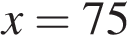 x = 75